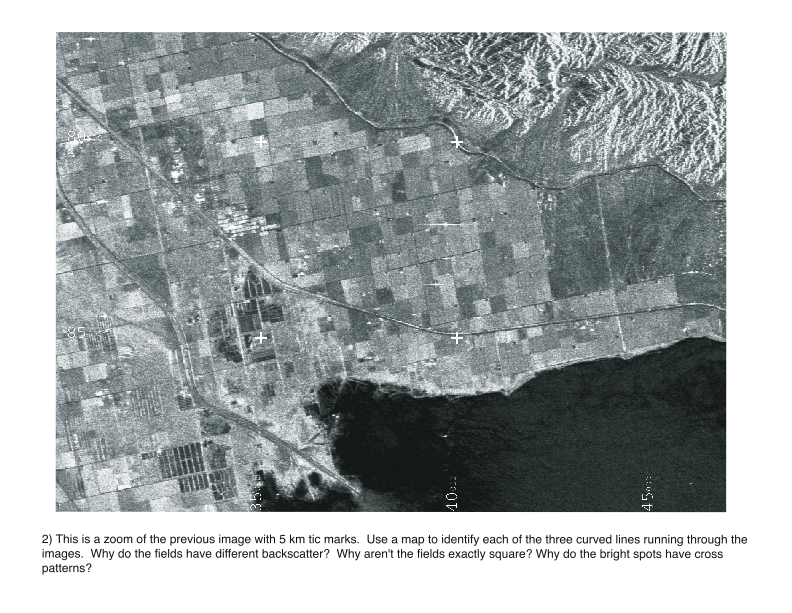 85
35
40
45
2) This is a zoom of the previous image with 5 km tic marks.  Use a map to identify each of the three curved lines running through the
images.  Why do the fields have different backscatter?  Why aren't the fields exactly square? Why do the bright spots have cross
patterns?